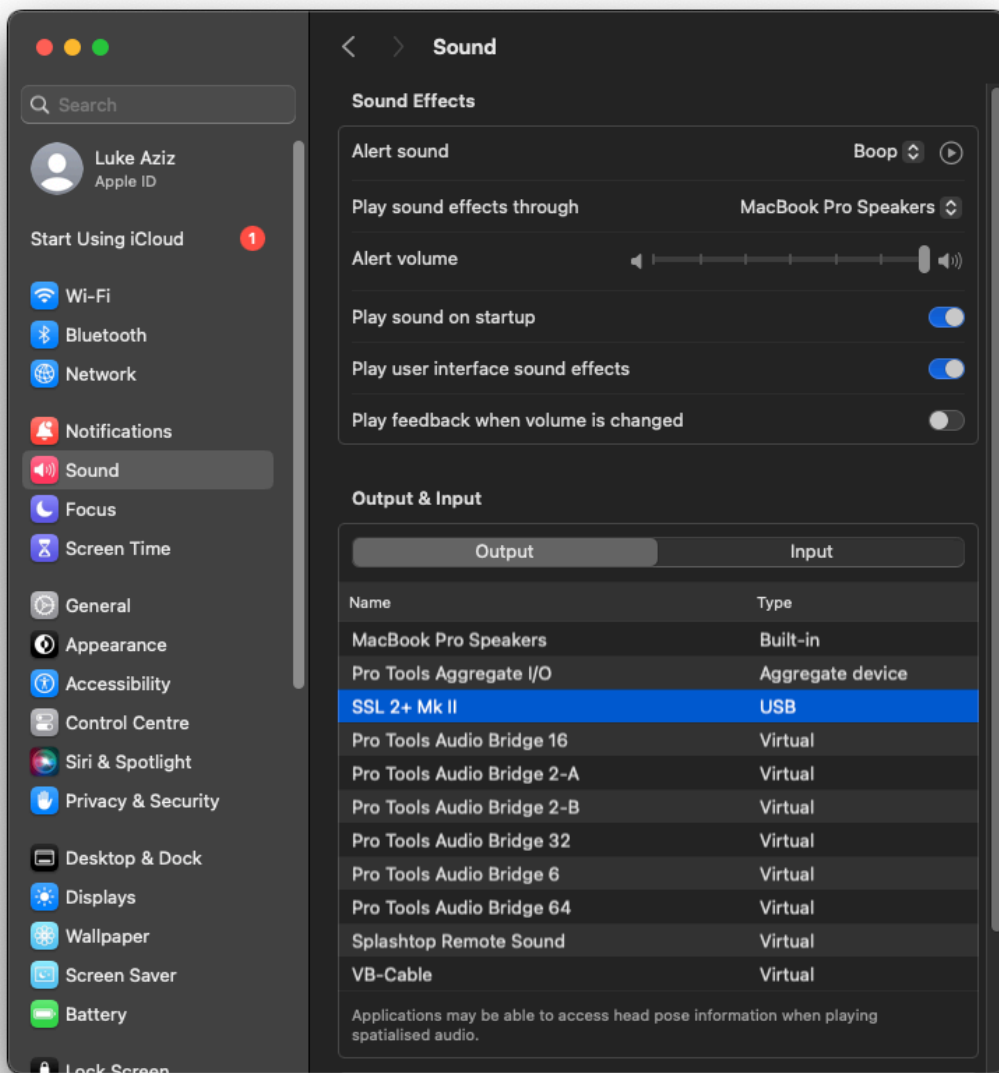 Sound
Search
Luke Aziz
Apple ID
Start Using iCloud 1
Wi-Fi
Bluetooth
Network
Notifications
Sound
Focus
Screen Time
General
Appearance
Accessibility
Control Centre
Siri & Spotlight
Privacy & Security
Desktop & Dock
Displays
Wallpaper
Screen Saver
Battery
Lock Screen
Sound Effects
Alert sound Boop
Play sound effects through MacBook Pro Speakers
Alert volume
Play sound on startup
Play user interface sound effects
Play feedback when volume is changed
Output & Input
Output Input
Name Type
MacBook Pro Speakers Built-in
Pro Tools Aggregate I/O Aggregate device
SSL 2+ Mk II USB
Pro Tools Audio Bridge 16 Virtual
Pro Tools Audio Bridge 2-A Virtual
Pro Tools Audio Bridge 2-B Virtual
Pro Tools Audio Bridge 32 Virtual
Pro Tools Audio Bridge 6 Virtual
Pro Tools Audio Bridge 64 Virtual
Splashtop Remote Sound Virtual
VB-Cable Virtual
Applications may be able to access head pose information when playing
spatialised audio.